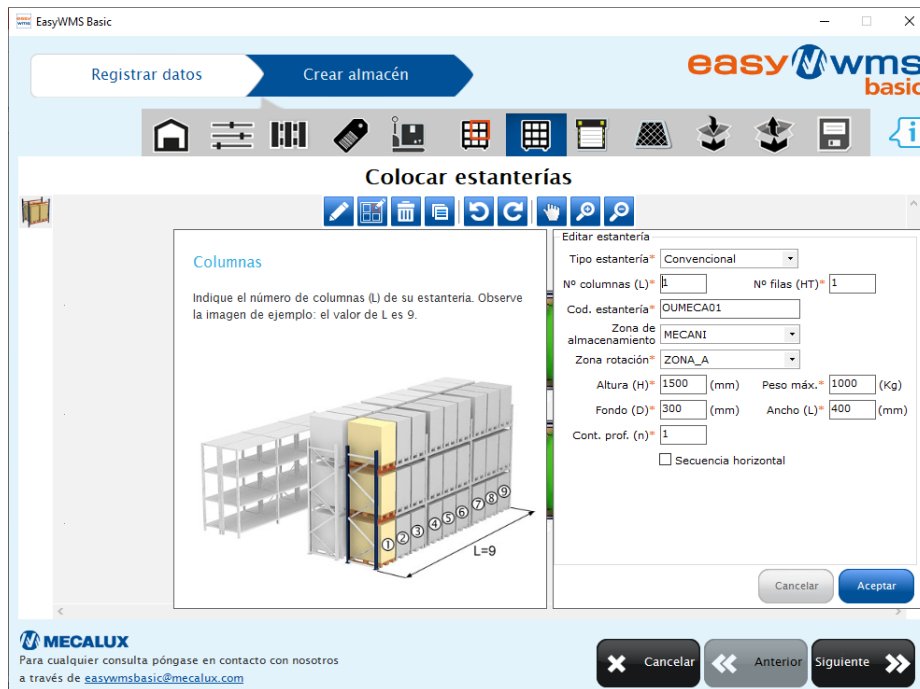 EasyWMS Basic
Registrar datos
Crear almacén
easy wms
basic
Colocar estanterías
Columnas
Indique el número de columnas (L) de su estanteria. Observe
la imagen de ejemplo: el valor de L es 9.
1 2 3 4 5 6 7 8 9
L=9
Editar estantería
Tipo estantería* Convencional
Nº columnas (L)* 1 Nº filas (HT)* 1
Cod. estantería* OUMECA01
Zona de
almacenamiento MECANI
Zona rotación* ZONA_A
Altura (H)* 1500 (mm) Peso máx.* 1000 (Kg)
Fondo (D)* 300 (mm) Ancho (L)* 400 (mm)
Cont. prof. (n)* 1
Secuencia horizontal
Cancelar Aceptar
MECALUX
Para cualquier consulta póngase en contacto con nosotros
a través de easywmsbasic@mecalux.com
Cancelar Anterior Siguiente